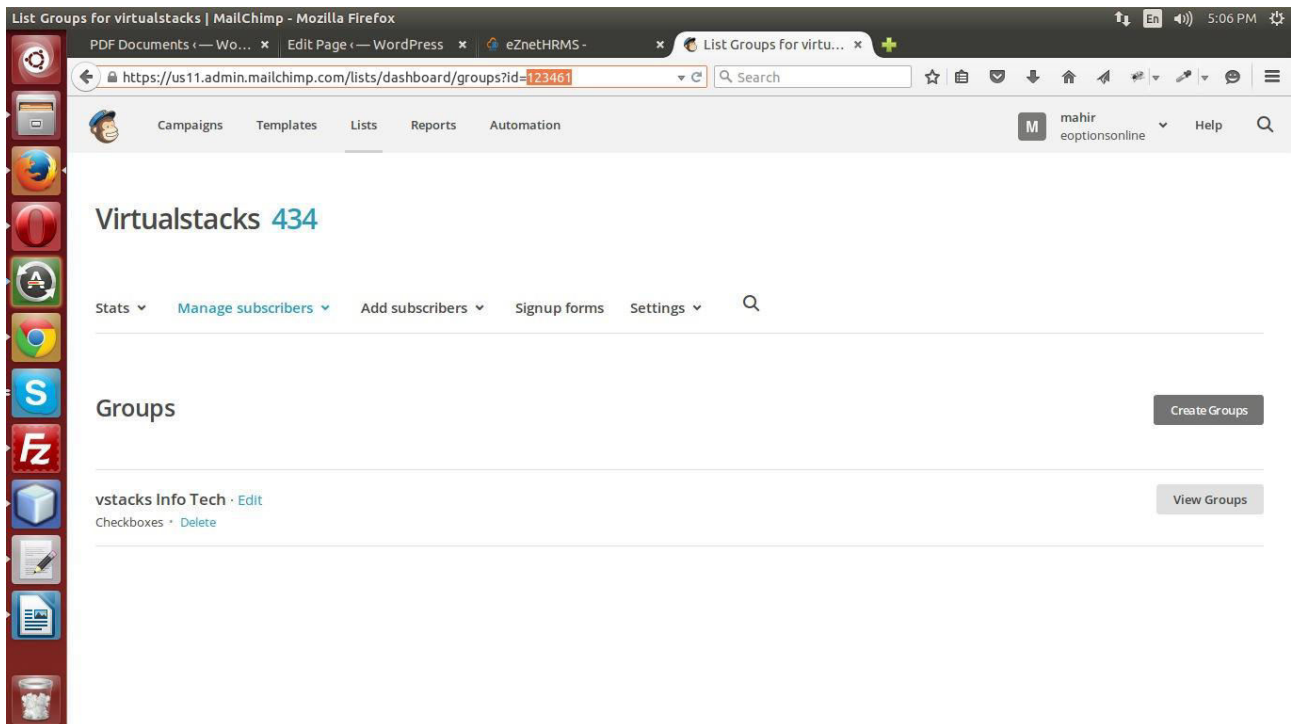 List Groups for virtualstacks | MailChimp - Mozilla Firefox
En
5:06 PM
PDF Documents ‹ — Wo... × Edit Page ‹ — WordPress × eZnetHRMS - × List Groups for virtu... ×
https://us11.admin.mailchimp.com/lists/dashboard/groups?id=123461
Search
Campaigns Templates Lists Reports Automation
M
mahir
eoptionsonline
Help
Virtualstacks 434
Stats Manage subscribers Add subscribers Signup forms Settings
Groups
Create Groups
vstacks Info Tech · Edit
View Groups
Checkboxes · Delete
S
Fz
A